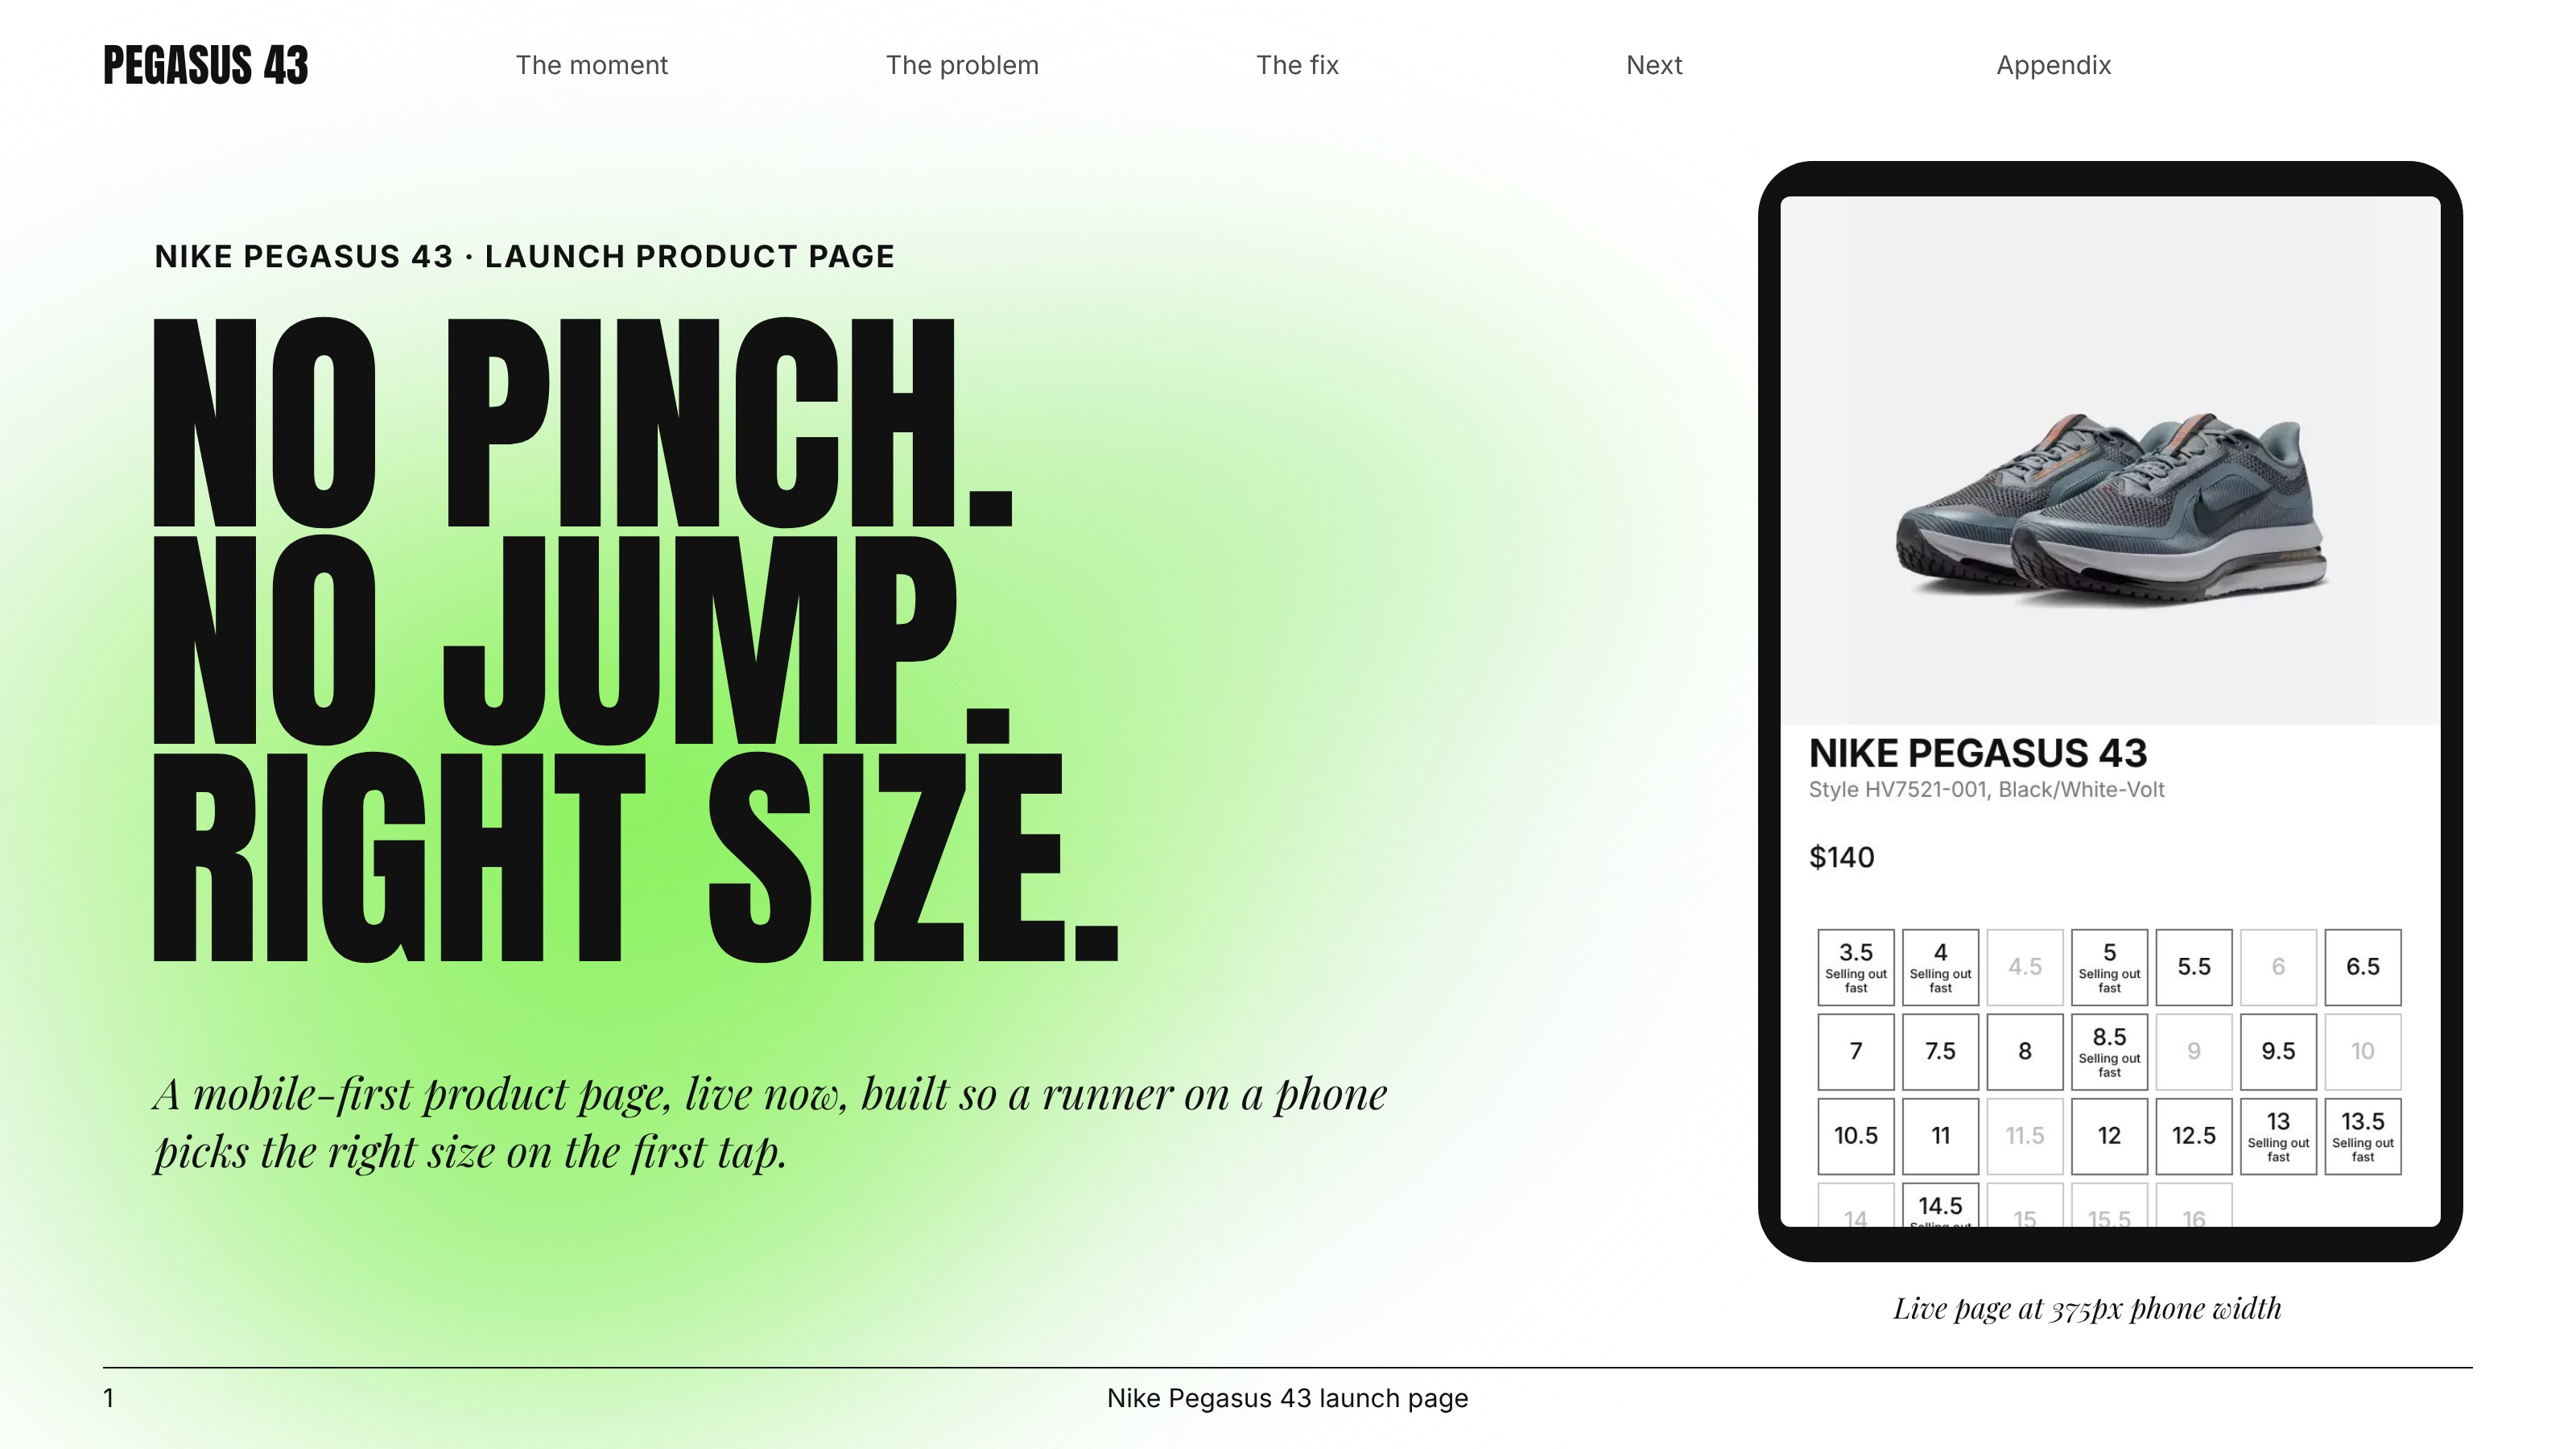 PEGASUS 43
The moment
The problem
The fix
Next
Appendix
NIKE PEGASUS 43 · LAUNCH PRODUCT PAGE
NO PINCH.
NO JUMP.
RIGHT SIZE.
A mobile-first product page, live now, built so a runner on a phone
picks the right size on the first tap.
NIKE PEGASUS 43
Style HV7521-001, Black/White-Volt
$140
3.5
Selling out
fast
4
Selling out
fast
4.5
5
Selling out
fast
5.5
6
6.5
7
7.5
8
8.5
Selling out
fast
9
9.5
10
10.5
11
11.5
12
12.5
13
Selling out
fast
13.5
Selling out
fast
14
14.5
Selling out
15
15.5
16
Live page at 375px phone width
1
Nike Pegasus 43 launch page